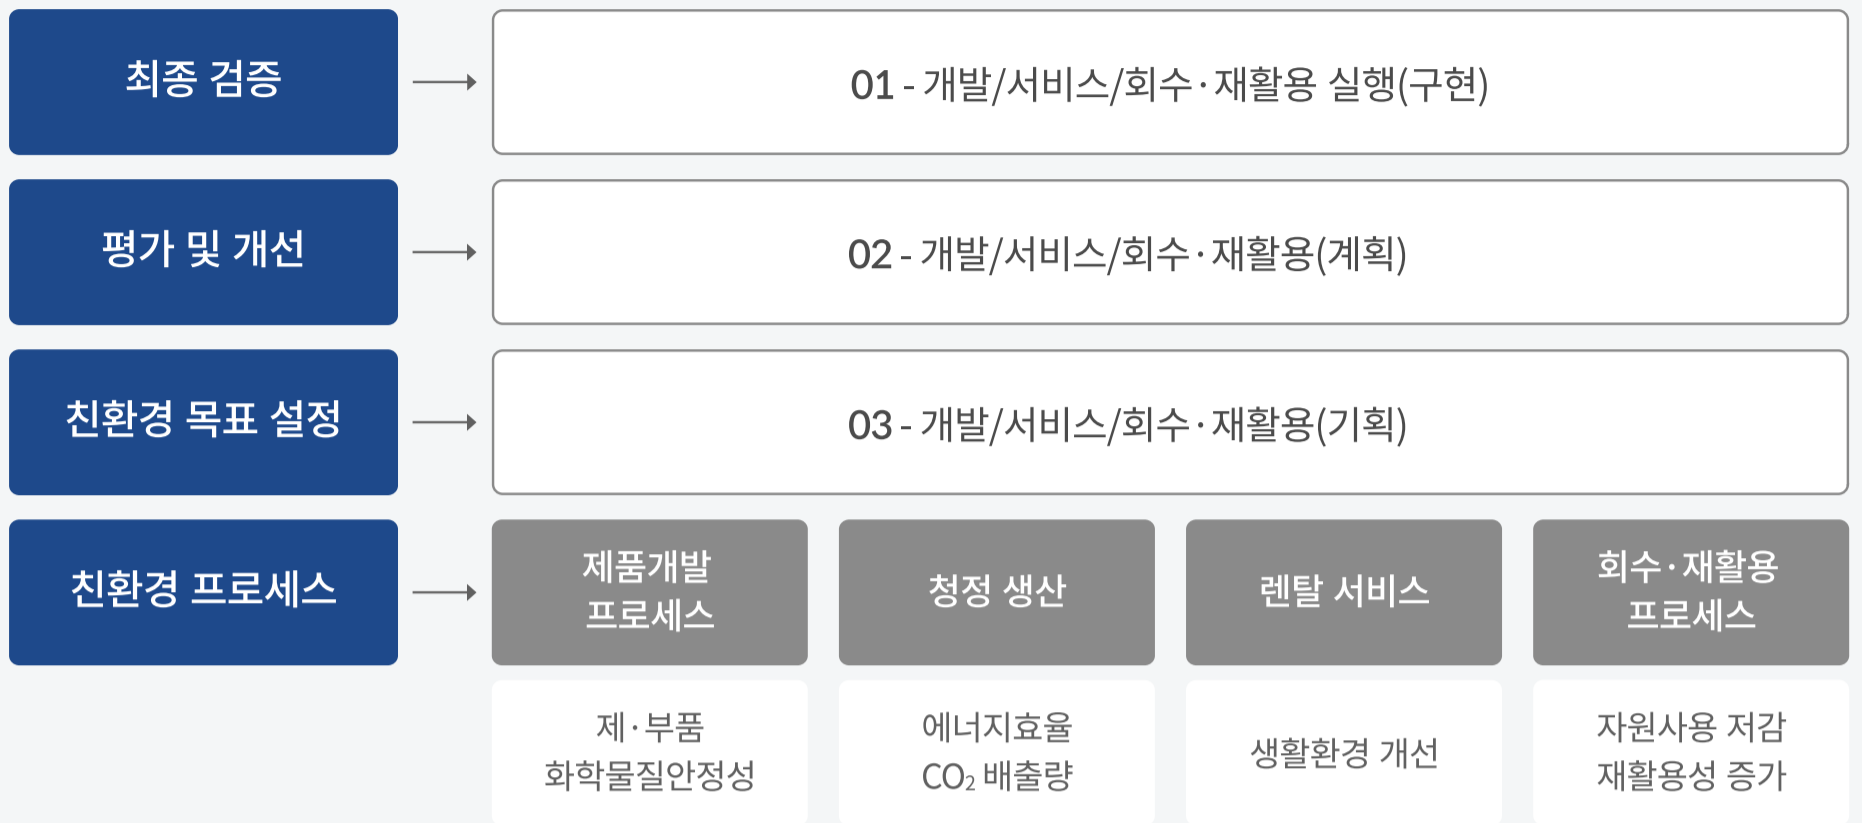 최종 검증
01 - 개발/서비스/회수·재활용 실행(구현)
평가 및 개선
02 - 개발/서비스/회수·재활용(계획)
친환경 목표 설정
03 - 개발/서비스/회수·재활용(기획)
친환경 프로세스
제품개발
프로세스
청정 생산
렌탈 서비스
회수·재활용
프로세스
제·부품
화학물질안정성
에너지효율
CO₂ 배출량
생활환경 개선
자원사용 저감
재활용성 증가